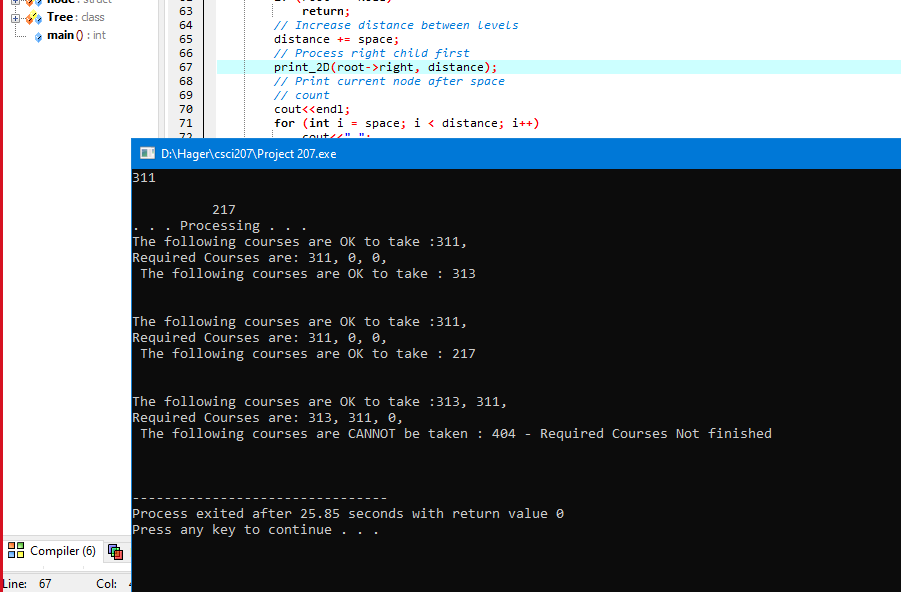 node : struct
Tree : class
main () : int
63 return;
64 // Increase distance between levels
65 distance += space;
66 // Process right child first
67 print_2D(root->right, distance);
68 // Print current node after space
69 // count
70 cout<<endl;
71 for (int i = space; i < distance; i++)
72 cout<<" ";
D:\Hager\csci207\Project 207.exe
311
217
. . . Processing . . .
The following courses are OK to take :311,
Required Courses are: 311, 0, 0,
The following courses are OK to take : 313
The following courses are OK to take :311,
Required Courses are: 311, 0, 0,
The following courses are OK to take : 217
The following courses are OK to take :313, 311,
Required Courses are: 313, 311, 0,
The following courses are CANNOT be taken : 404 - Required Courses Not finished
--------------------------------
Process exited after 25.85 seconds with return value 0
Press any key to continue . . .
Compiler (6)
Line: 67 Col: